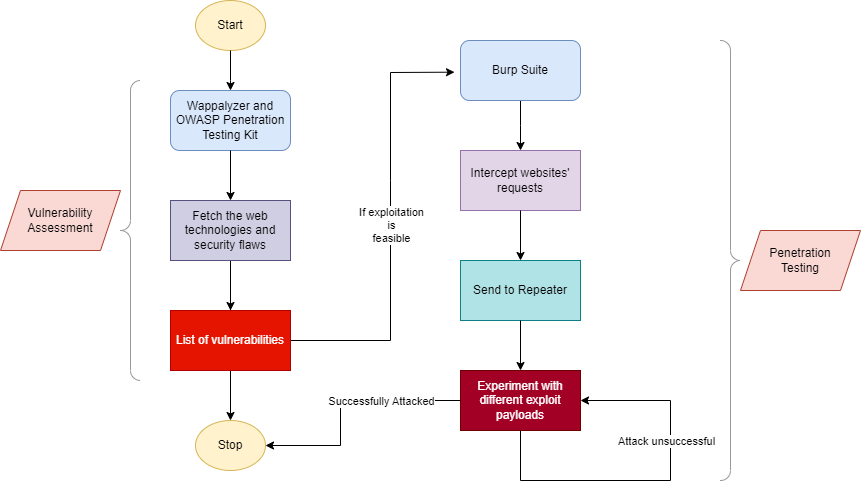 Start
Wappalyzer and
OWASP Penetration
Testing Kit
Vulnerability
Assessment
Fetch the web
technologies and
security flaws
List of vulnerabilities
Stop
If exploitation
is
feasible
Burp Suite
Intercept websites'
requests
Send to Repeater
Experiment with
different exploit
payloads
Successfully Attacked
Attack unsuccessful
Penetration
Testing